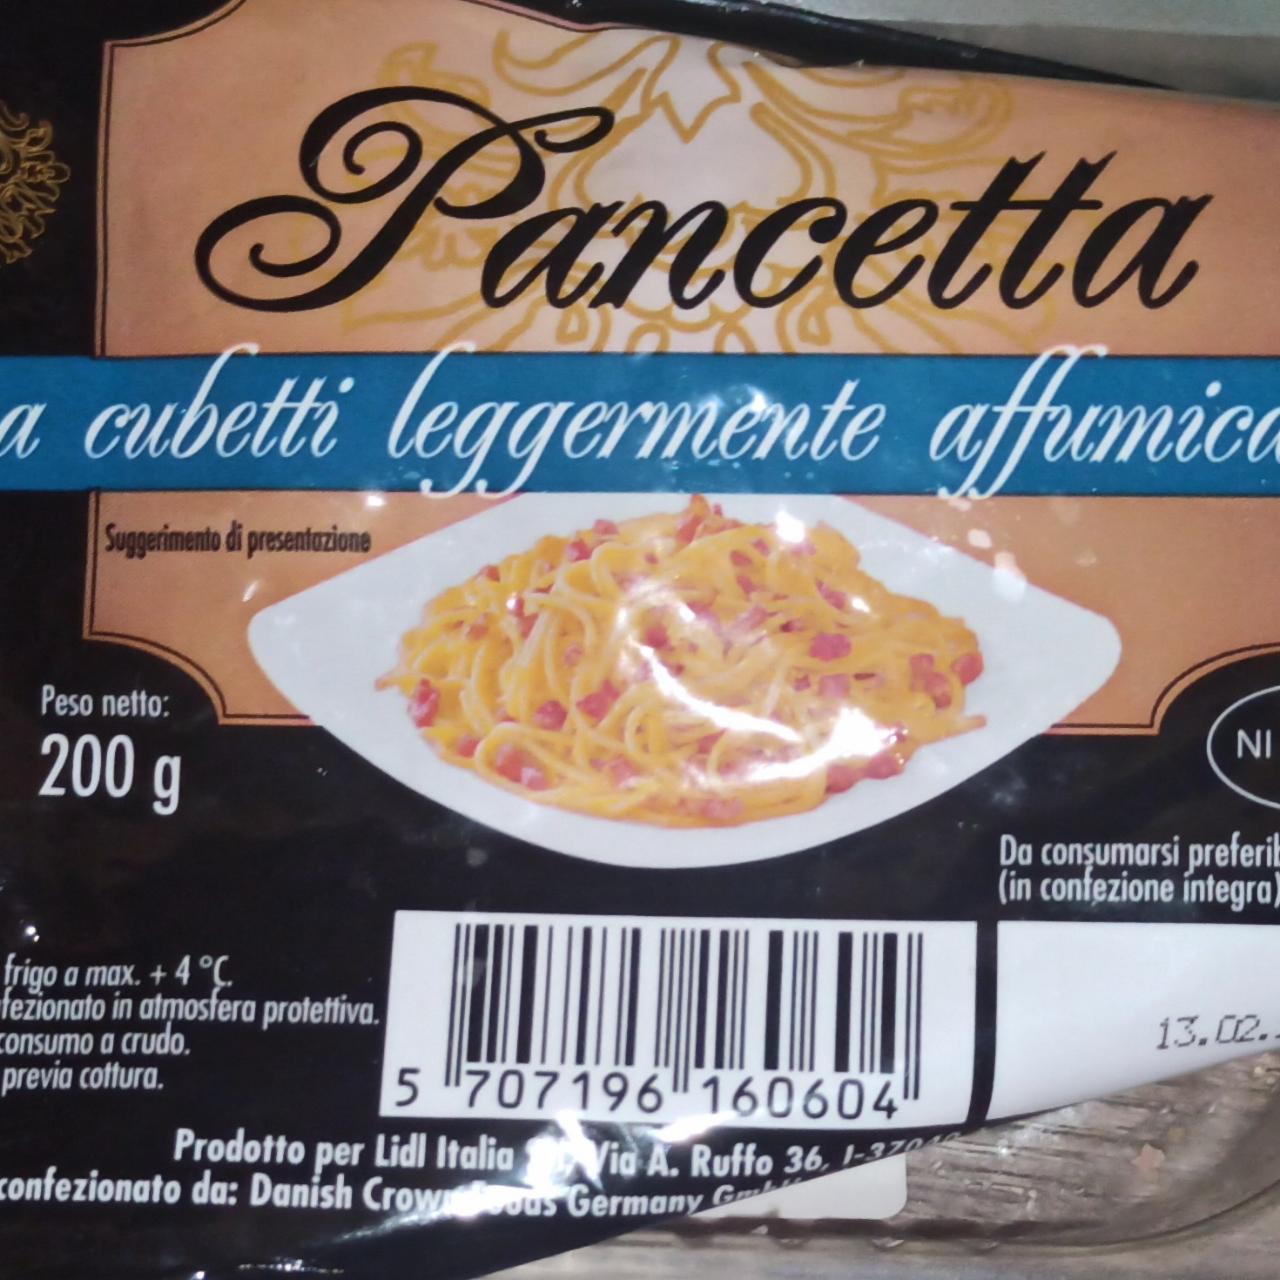 Pancetta
a cubetti leggermente affumica
Suggerimento di presentazione
Peso netto:
200 g
NI
Da consumarsi preferib
(in confezione integra)
13.02.
frigo a max. + 4 °C.
fezionato in atmosfera protettiva.
consumo a crudo.
previa cottura.
5 707196 160604
Prodotto per Lidl Italia Via A. Ruffo 36, I-370
confezionato da: Danish Crow Germany